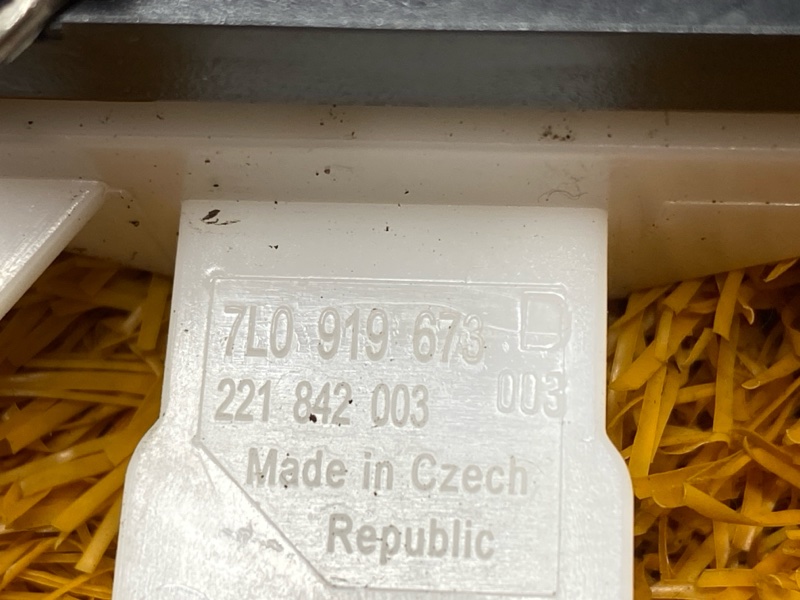 7L0 919 673 D
221 842 003 003
Made in Czech
Republic